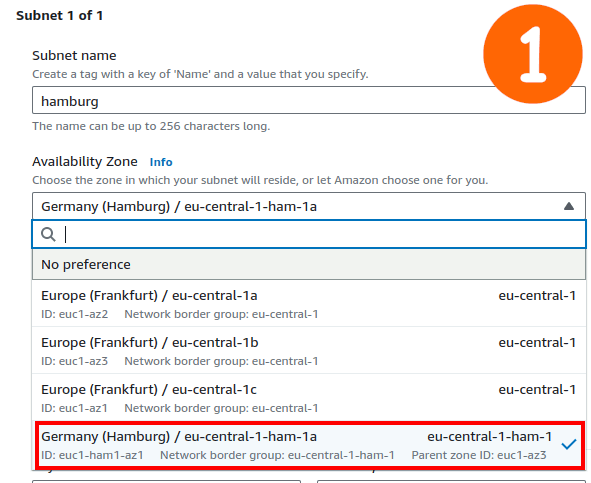 Subnet 1 of 1
1
Subnet name
Create a tag with a key of 'Name' and a value that you specify.
hamburg
The name can be up to 256 characters long.
Availability Zone Info
Choose the zone in which your subnet will reside, or let Amazon choose one for you.
Germany (Hamburg) / eu-central-1-ham-1a
No preference
Europe (Frankfurt) / eu-central-1a eu-central-1
ID: euc1-az2 Network border group: eu-central-1
Europe (Frankfurt) / eu-central-1b eu-central-1
ID: euc1-az3 Network border group: eu-central-1
Europe (Frankfurt) / eu-central-1c eu-central-1
ID: euc1-az1 Network border group: eu-central-1
Germany (Hamburg) / eu-central-1-ham-1a eu-central-1-ham-1
ID: euc1-ham1-az1 Network border group: eu-central-1-ham-1 Parent zone ID: euc1-az3